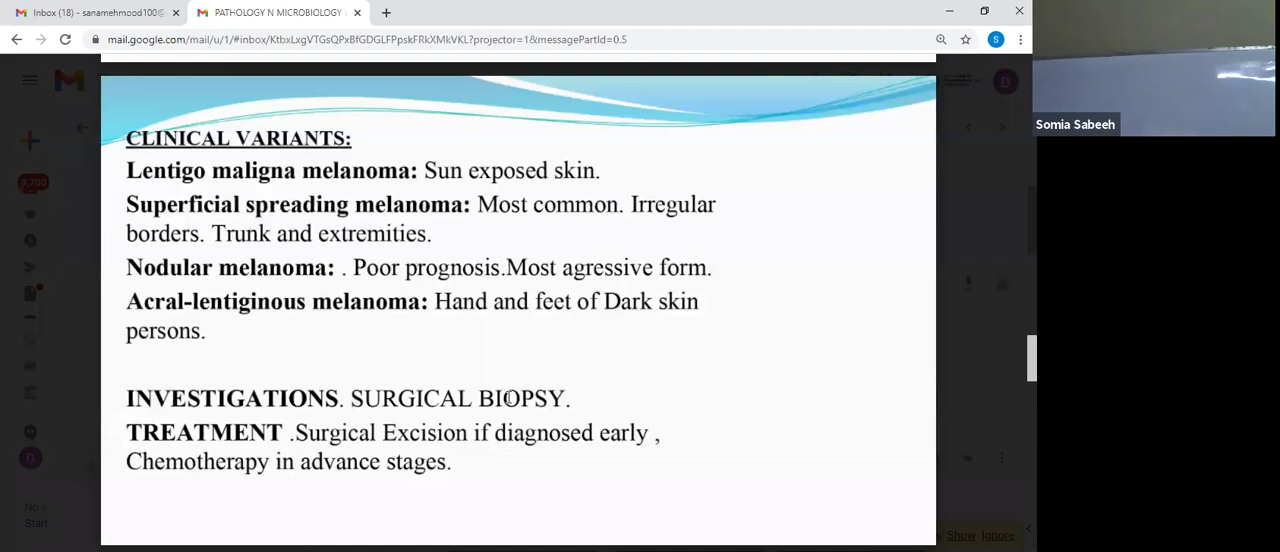 Inbox (18) - sanamehmood100@
PATHOLOGY N MICROBIOLOGY
mail.google.com/mail/u/1/#inbox/KtbxLxgVTGsQPxBfGDGLFPpskFRkXMkVKL?projector=1&messagePartId=0.5
S
Somia Sabeeh
D
9,700
CLINICAL VARIANTS:
Lentigo maligna melanoma: Sun exposed skin.
Superficial spreading melanoma: Most common. Irregular
borders. Trunk and extremities.
Nodular melanoma: . Poor prognosis.Most agressive form.
Acral-lentiginous melanoma: Hand and feet of Dark skin
persons.
INVESTIGATIONS. SURGICAL BIOPSY.
TREATMENT .Surgical Excision if diagnosed early ,
Chemotherapy in advance stages.
D
Start
Show Ignore